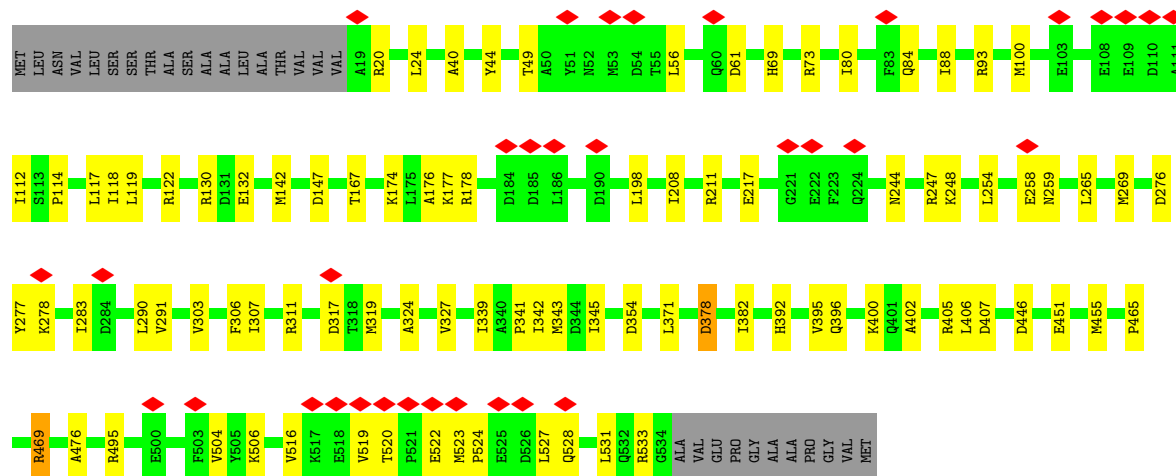 MET LEU ASN VAL LEU SER SER THR ALA SER ALA ALA LEU ALA THR VAL VAL VAL A19 R20 L24 A40 Y44 T49 A50 Y51 N52 M53 D54 T55 L56 Q60 D61 H69 R73 I80 F83 Q84 I88 R93 M100 E103 E108 E109 D110 A111
I112 S113 P114 L117 I118 L119 R122 R130 D131 E132 M142 D147 T167 K174 L175 A176 K177 R178 D184 D185 L186 D190 L198 I208 R211 E217 G221 E222 F223 Q224 N244 R247 K248 L254 E258 N259 L265 M269 D276
Y277 K278 I283 D284 L290 V291 V303 F306 I307 R311 D317 T318 M319 A324 V327 I339 A340 P341 I342 M343 D344 I345 D354 L371 D378 I382 H392 V395 Q396 K400 Q401 A402 R405 L406 D407 D446 E451 M455 P465
R469 A476 R495 E500 F503 V504 Y505 K506 V516 K517 E518 V519 T520 P521 E522 M523 P524 E525 D526 L527 Q528 L531 Q532 R533 G534 ALA VAL GLU PRO GLY ALA ALA PRO GLY VAL MET